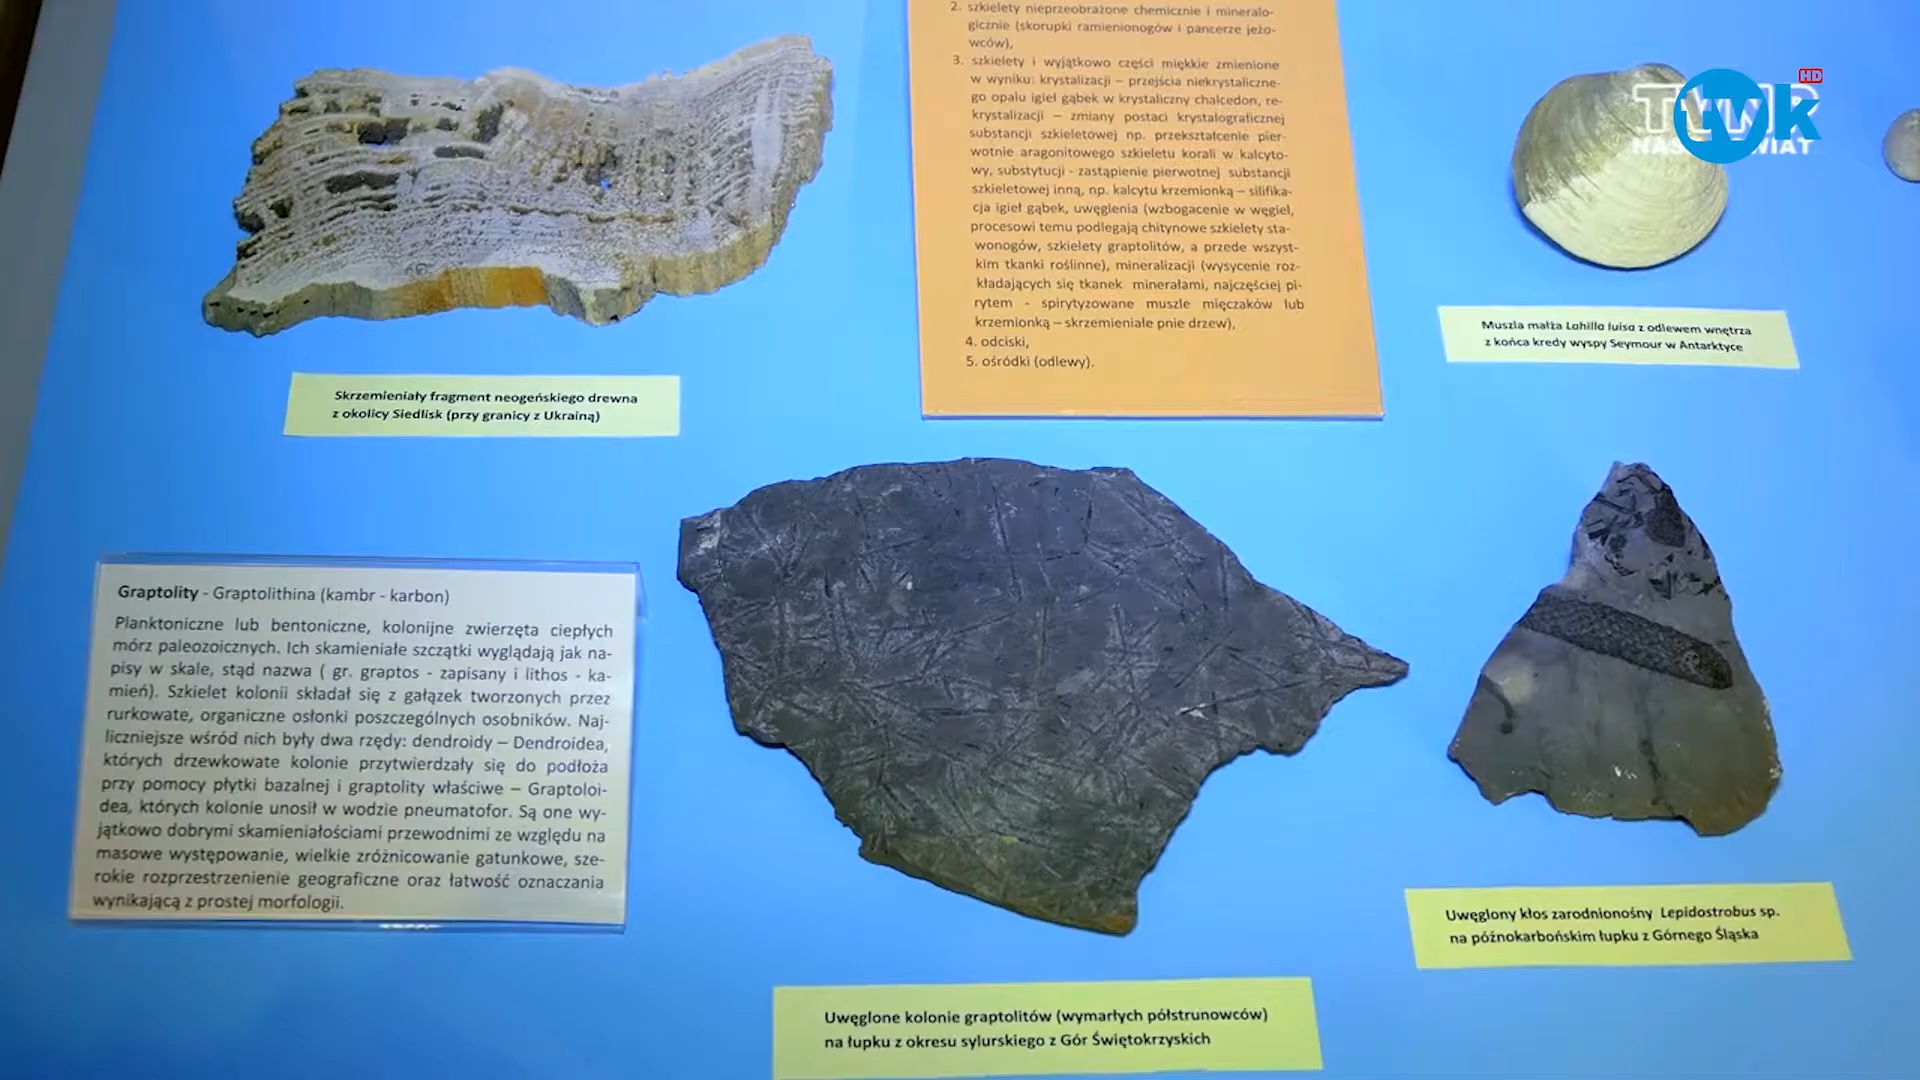 2. szkielety nieprzeobrażone chemicznie i mineralo-
gicznie (skorupki ramienionogów i pancerze jeżo-
wców),
3. szkielety i wyjątkowo części miękkie zmienione
w wyniku: krystalizacji – przejścia niekrystaliczne-
go opalu igieł gąbek w krystaliczny chalcedon, re-
krystalizacji – zmiany postaci krystalograficznej
substancji szkieletowej np. przekształcenie pier-
wotnie aragonitowego szkieletu korali w kalcyto-
wy, substytucji - zastąpienie pierwotnej substancji
szkieletowej inną, np. kalcytu krzemionką – silifika-
cja igieł gąbek, uwęglenia (wzbogacenie w węgiel,
procesowi temu podlegają chitynowe szkielety sta-
wonogów, szkielety graptolitów, a przede wszyst-
kim tkanki roślinne), mineralizacji (wysycenie roz-
kładających się tkanek minerałami, najczęściej pi-
rytem - spirytyzowane muszle mięczaków lub
krzemionką – skrzemieniałe pnie drzew),
4. odciski,
5. ośródki (odlewy).
HD
tvk
Muszla małża Lahilla luisa z odlewem wnętrza
z końca kredy wyspy Seymour w Antarktyce
Skrzemieniały fragment neogeńskiego drewna
z okolicy Siedlisk (przy granicy z Ukrainą)
Graptolity - Graptolithina (kambr - karbon)
Planktoniczne lub bentoniczne, kolonijne zwierzęta ciepłych
mórz paleozoicznych. Ich skamieniałe szczątki wyglądają jak na-
pisy w skale, stąd nazwa ( gr. graptos - zapisany i lithos - ka-
mień). Szkielet kolonii składał się z gałązek tworzonych przez
rurkowate, organiczne osłonki poszczególnych osobników. Naj-
liczniejsze wśród nich były dwa rzędy: dendroidy – Dendroidea,
których drzewkowate kolonie przytwierdzały się do podłoża
przy pomocy płytki bazalnej i graptolity właściwe – Graptoloi-
dea, których kolonie unosił w wodzie pneumatofor. Są one wy-
jątkowo dobrymi skamieniałościami przewodnimi ze względu na
masowe występowanie, wielkie zróżnicowanie gatunkowe, sze-
rokie rozprzestrzenienie geograficzne oraz łatwość oznaczania
wynikającą z prostej morfologii.
Uwęglony kłos zarodnionośny Lepidostrobus sp.
na późnokarbońskim łupku z Górnego Śląska
Uwęglone kolonie graptolitów (wymarłych półstrunowców)
na łupku z okresu sylurskiego z Gór Świętokrzyskich